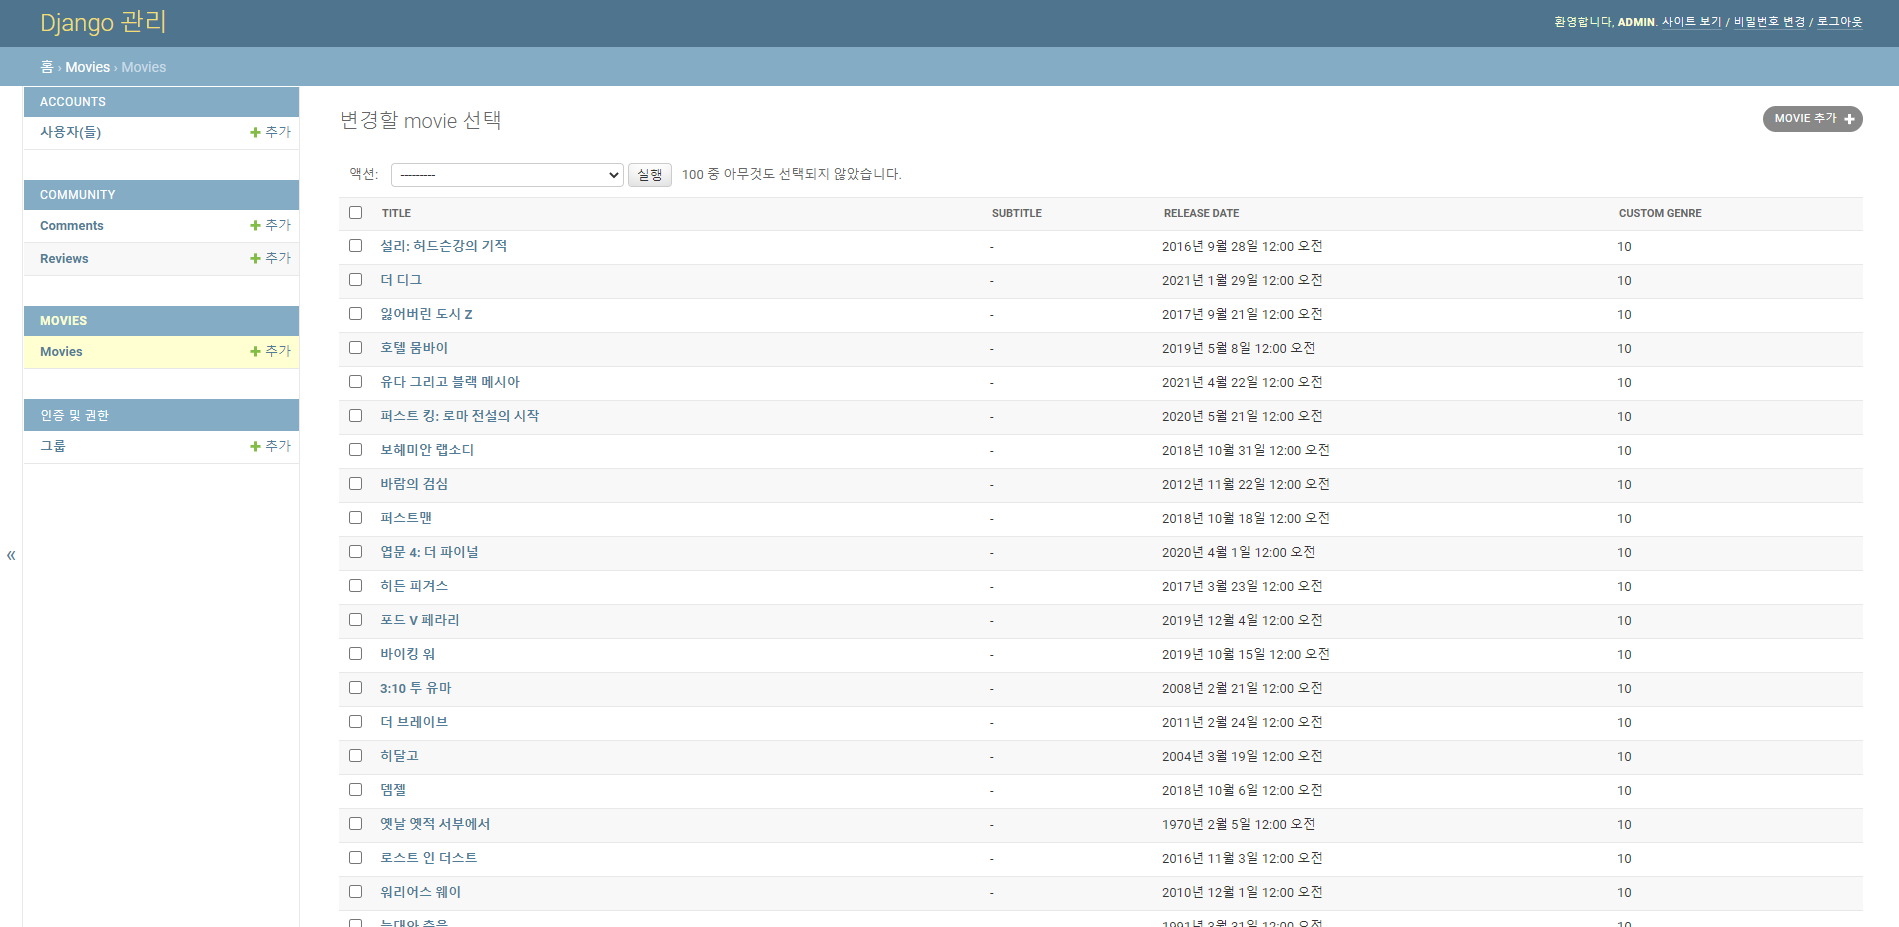 Django 관리
환영합니다, ADMIN. 사이트 보기 / 비밀번호 변경 / 로그아웃
홈 › Movies › Movies
ACCOUNTS
사용자(들) 추가
COMMUNITY
Comments 추가
Reviews 추가
MOVIES
Movies 추가
인증 및 권한
그룹 추가
«
변경할 movie 선택
MOVIE 추가
액션: --------- 실행 100 중 아무것도 선택되지 않았습니다.
TITLE SUBTITLE RELEASE DATE CUSTOM GENRE
설리: 허드슨강의 기적 - 2016년 9월 28일 12:00 오전 10
더 디그 - 2021년 1월 29일 12:00 오전 10
잃어버린 도시 Z - 2017년 9월 21일 12:00 오전 10
호텔 뭄바이 - 2019년 5월 8일 12:00 오전 10
유다 그리고 블랙 메시아 - 2021년 4월 22일 12:00 오전 10
퍼스트 킹: 로마 전설의 시작 - 2020년 5월 21일 12:00 오전 10
보헤미안 랩소디 - 2018년 10월 31일 12:00 오전 10
바람의 검심 - 2012년 11월 22일 12:00 오전 10
퍼스트맨 - 2018년 10월 18일 12:00 오전 10
엽문 4: 더 파이널 - 2020년 4월 1일 12:00 오전 10
히든 피겨스 - 2017년 3월 23일 12:00 오전 10
포드 V 페라리 - 2019년 12월 4일 12:00 오전 10
바이킹 워 - 2019년 10월 15일 12:00 오전 10
3:10 투 유마 - 2008년 2월 21일 12:00 오전 10
더 브레이브 - 2011년 2월 24일 12:00 오전 10
히달고 - 2004년 3월 19일 12:00 오전 10
뎀젤 - 2018년 10월 6일 12:00 오전 10
옛날 옛적 서부에서 - 1970년 2월 5일 12:00 오전 10
로스트 인 더스트 - 2016년 11월 3일 12:00 오전 10
워리어스 웨이 - 2010년 12월 1일 12:00 오전 10
늑대와 춤을 1991년 3월 31일 12:00 오전 10